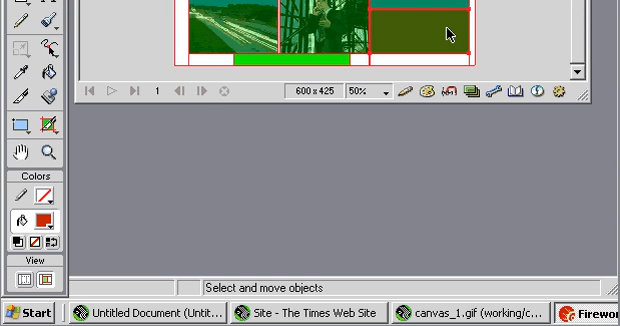 1 600 x 425 50%
Colors
View
Select and move objects
Start Untitled Document (Untit... Site - The Times Web Site canvas_1.gif (working/c... Firewor